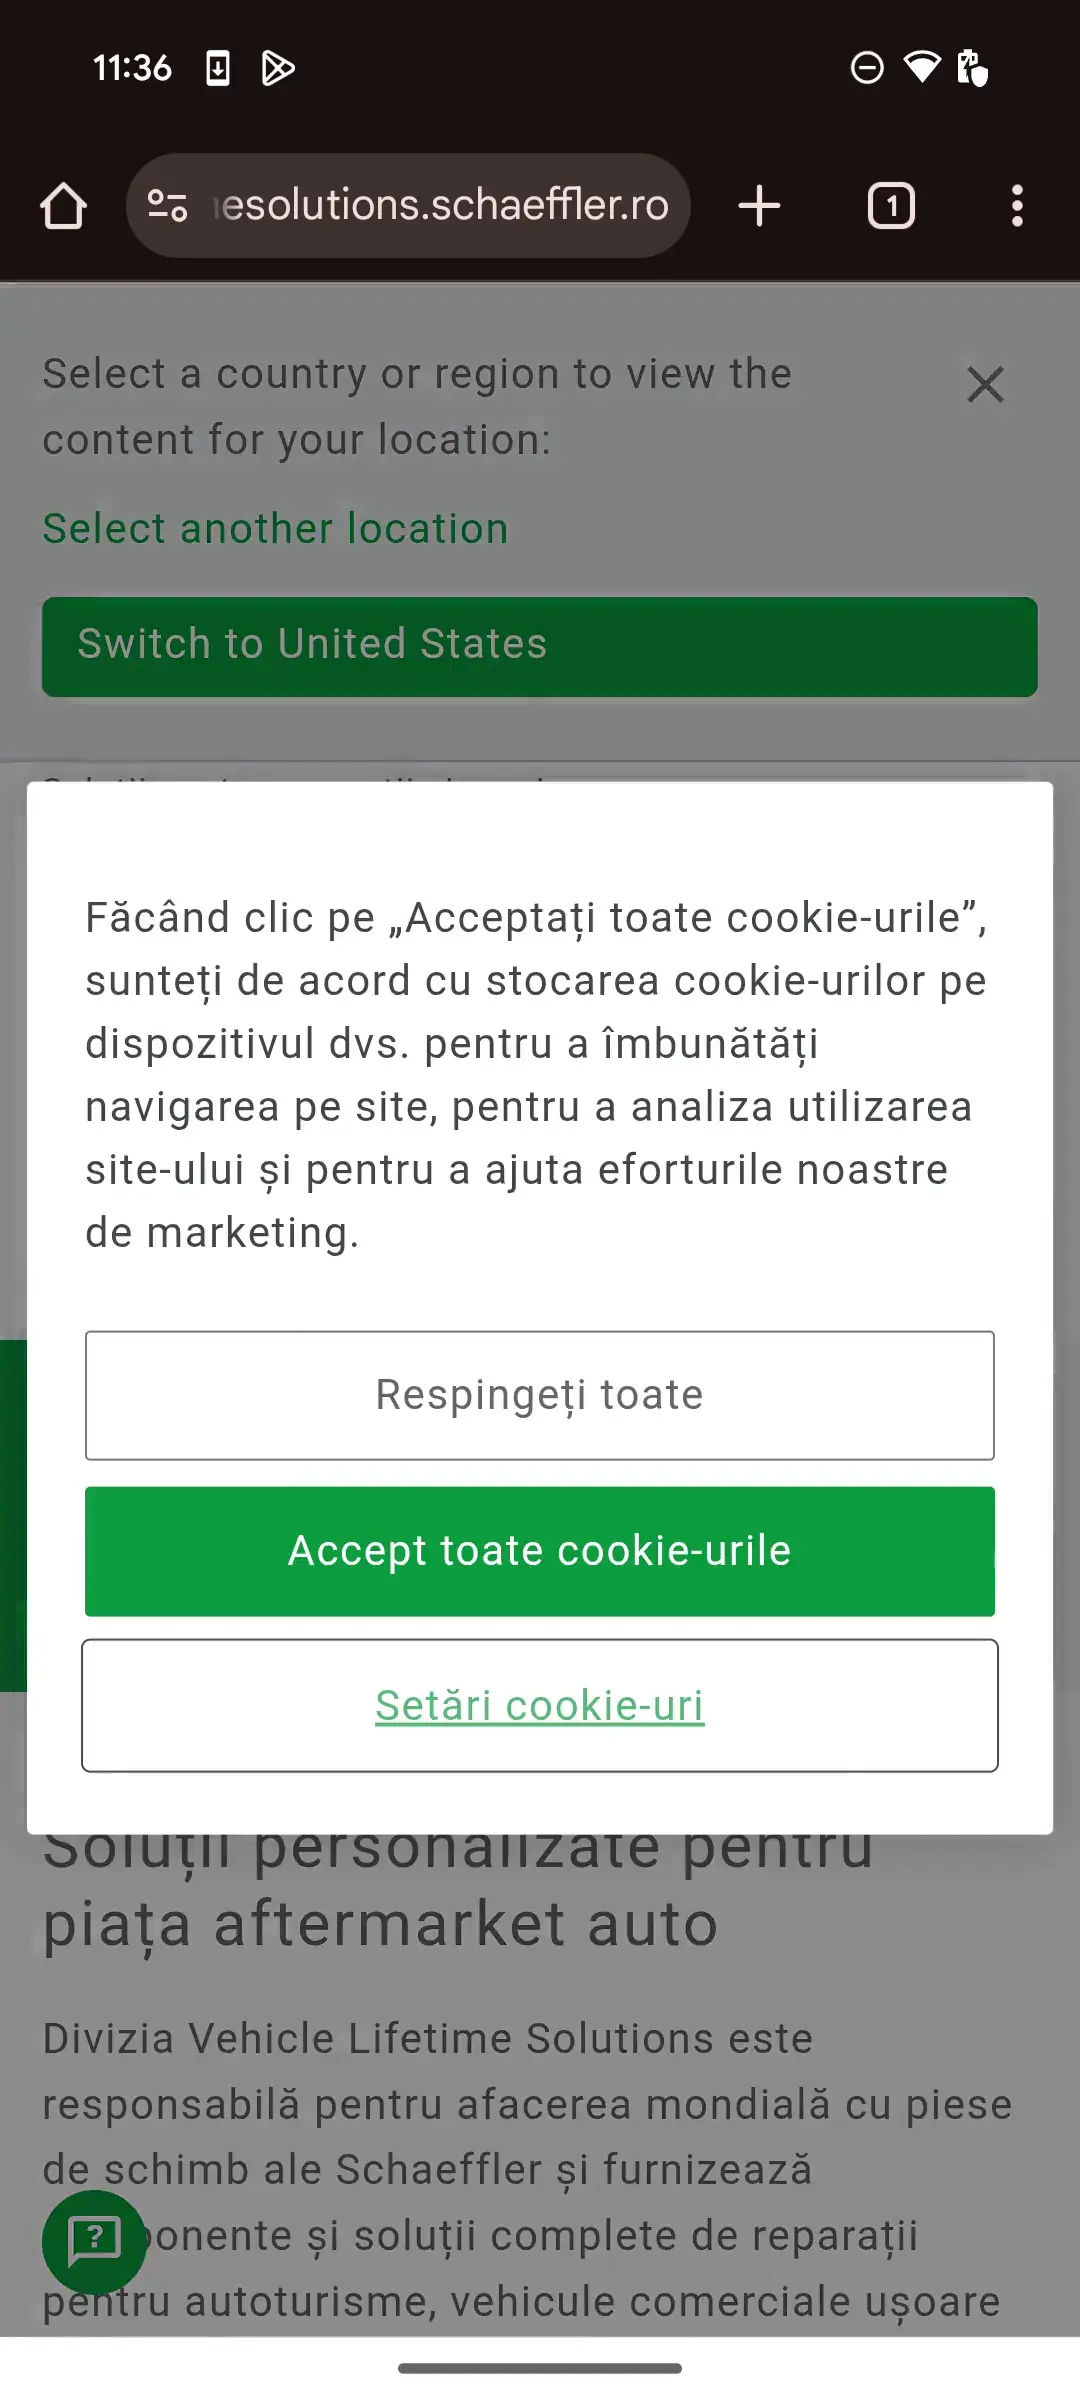 11:36
esolutions.schaeffler.ro
1
Select a country or region to view the
content for your location:
Select another location
Switch to United States
Făcând clic pe „Acceptați toate cookie-urile”,
sunteți de acord cu stocarea cookie-urilor pe
dispozitivul dvs. pentru a îmbunătăți
navigarea pe site, pentru a analiza utilizarea
site-ului și pentru a ajuta eforturile noastre
de marketing.
Respingeți toate
Accept toate cookie-urile
Setări cookie-uri
Soluții personalizate pentru
piața aftermarket auto
Divizia Vehicle Lifetime Solutions este
responsabilă pentru afacerea mondială cu piese
de schimb ale Schaeffler și furnizează
ponente și soluții complete de reparații
pentru autoturisme, vehicule comerciale ușoare